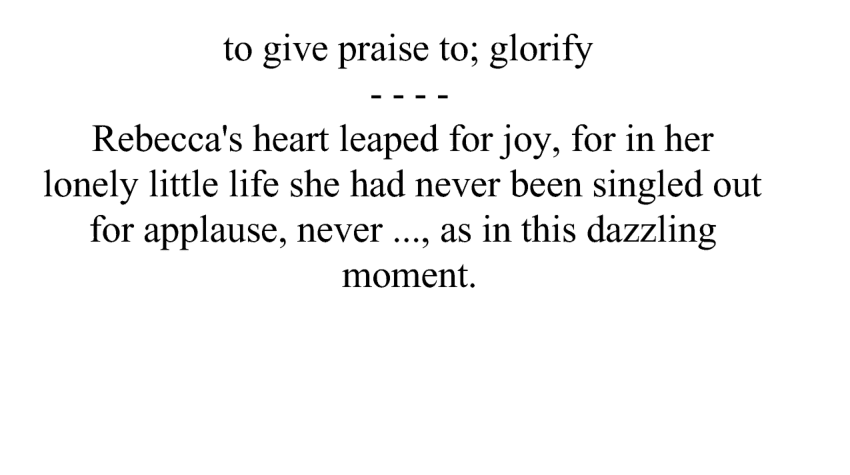 to give praise to; glorify
- - - -
Rebecca's heart leaped for joy, for in her
lonely little life she had never been singled out
for applause, never ..., as in this dazzling
moment.